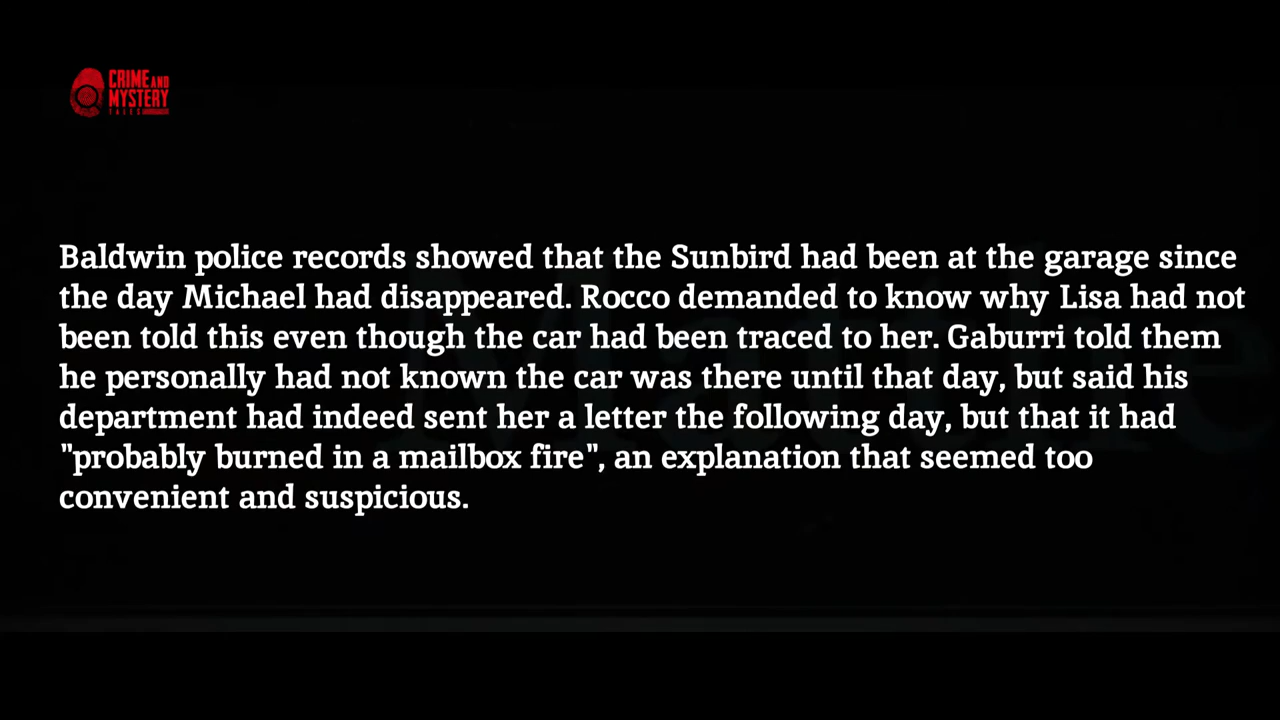 CRIME AND
MYSTERY
TALES
Baldwin police records showed that the Sunbird had been at the garage since
the day Michael had disappeared. Rocco demanded to know why Lisa had not
been told this even though the car had been traced to her. Gaburri told them
he personally had not known the car was there until that day, but said his
department had indeed sent her a letter the following day, but that it had
"probably burned in a mailbox fire", an explanation that seemed too
convenient and suspicious.